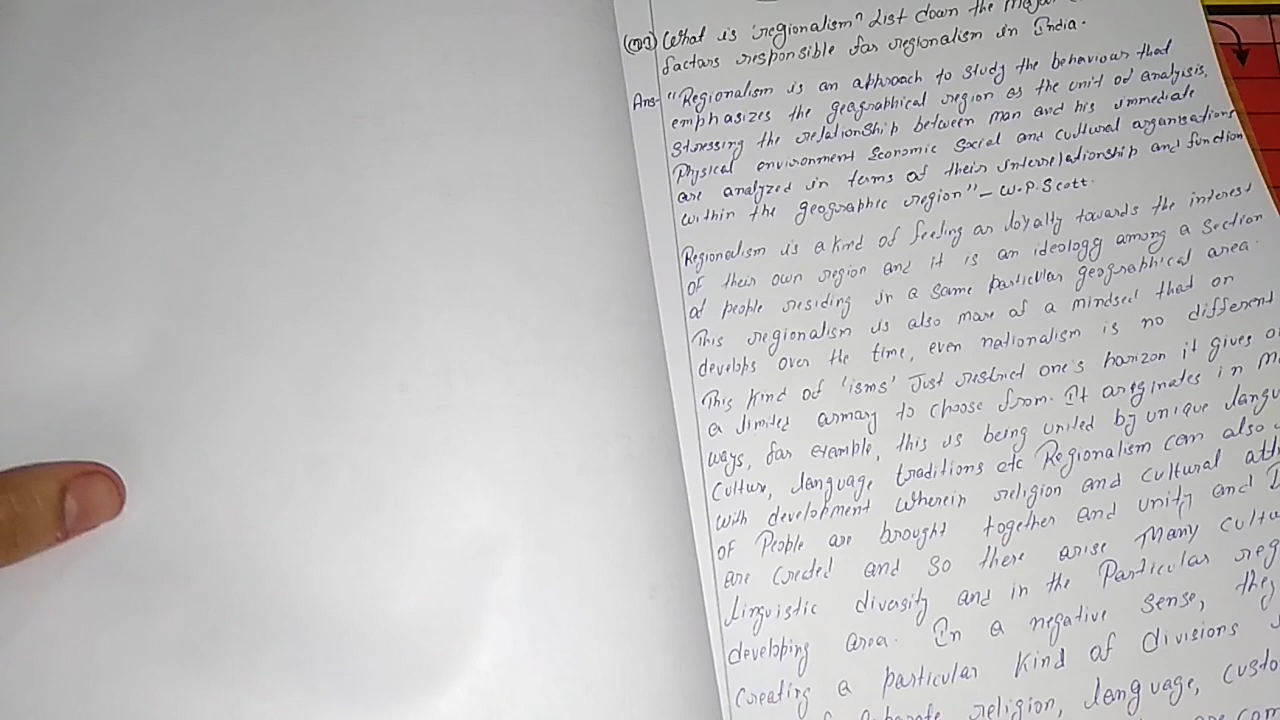 What is regionalism" List down the Major
factors responsible for regionalism in India.
Ans- "Regionalism is an approach to study the behaviour that
emphasizes the geographical region as the unit of analysis,
stressing the relationship between man and his immediate
Physical environment Economic Social and cultural organisations
are analyzed in terms of their interrelationship and function
within the geographic region" - W.P. Scott.
Regionalism is a kind of feeling or loyalty towards the interest
of their own region and it is an ideology among a section
of people residing in a same particular geographical area.
This regionalism is also more of a mindset that on
develops over the time, even nationalism is no different
This kind of 'isms' Just restrict one's horizon it gives
a limited armary to choose from. It originates in
ways, for example, this is being united by unique
Culture, language, traditions etc Regionalism can also
with development wherein religion and cultural
of People are brought together and unity and
are Created and so there arise Many
linguistic diversity and in the Particular
developing area. In a negative sense, they
Creating a particular kind of divisions
religion, language,